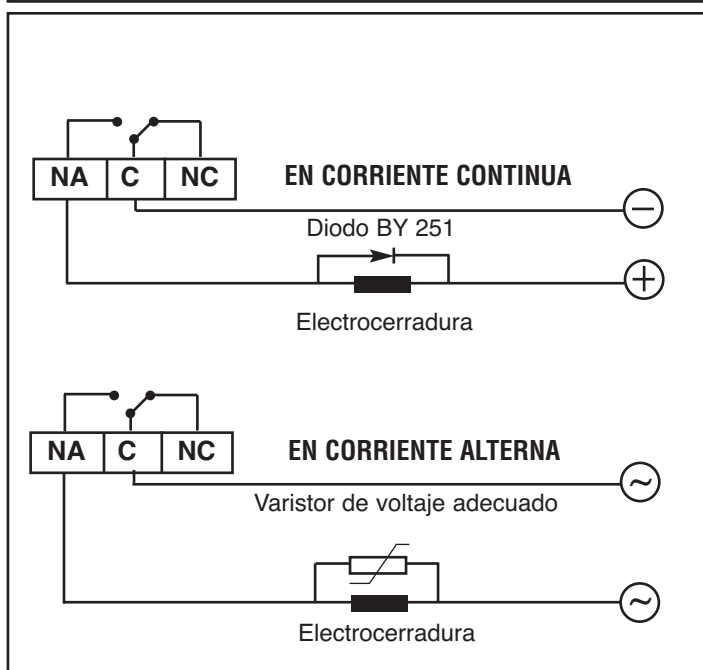 NA C NC
EN CORRIENTE CONTINUA
−
Diodo BY 251
+
Electrocerradura
NA C NC
EN CORRIENTE ALTERNA
~
Varistor de voltaje adecuado
~
Electrocerradura